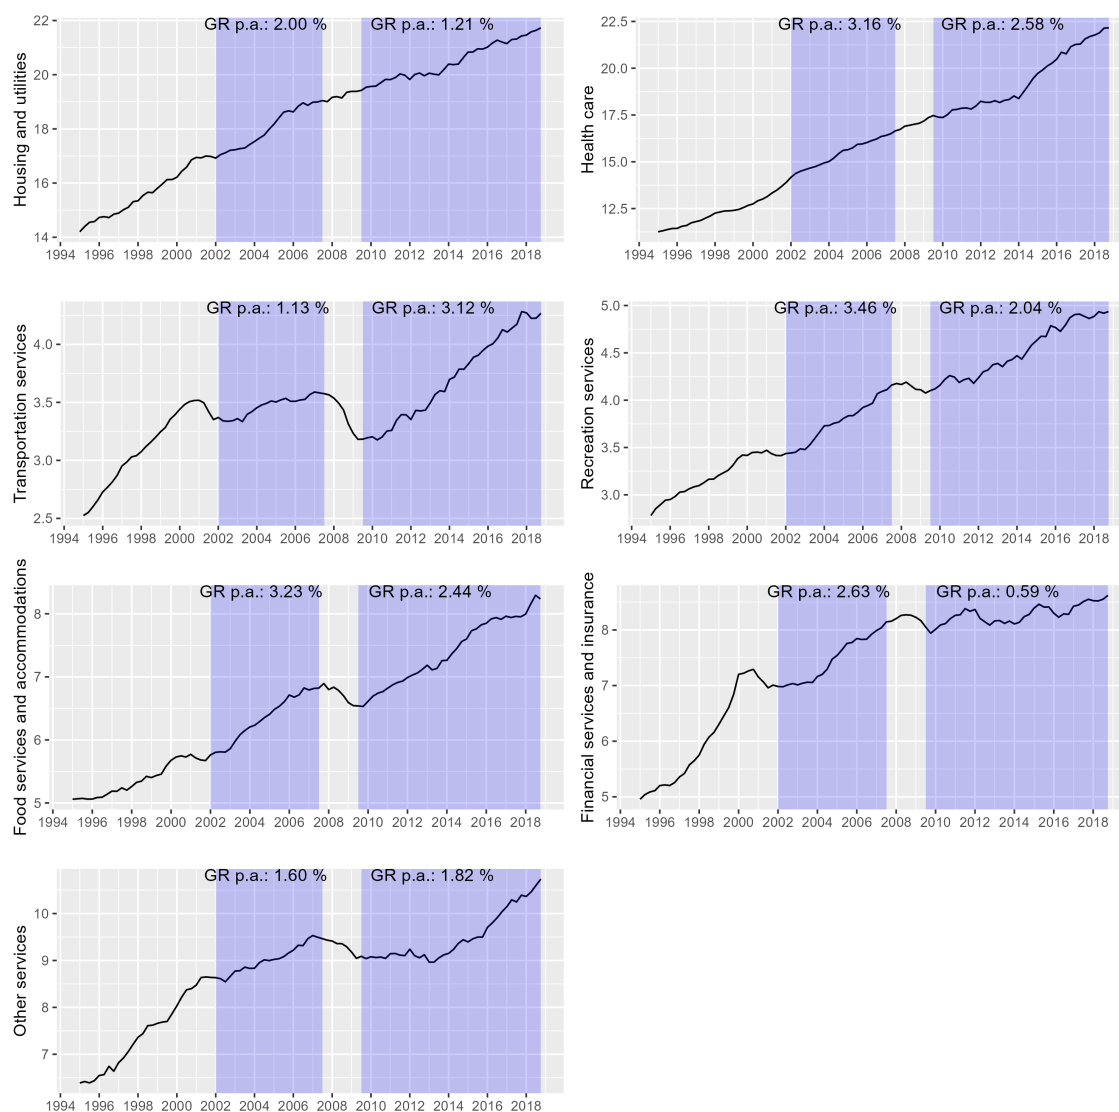 GR p.a.: 2.00 % GR p.a.: 1.21 %
Housing and utilities
22
20
18
16
14
1994 1996 1998 2000 2002 2004 2006 2008 2010 2012 2014 2016 2018
GR p.a.: 3.16 % GR p.a.: 2.58 %
Health care
22.5
20.0
17.5
15.0
12.5
1994 1996 1998 2000 2002 2004 2006 2008 2010 2012 2014 2016 2018
GR p.a.: 1.13 % GR p.a.: 3.12 %
Transportation services
4.0
3.5
3.0
2.5
1994 1996 1998 2000 2002 2004 2006 2008 2010 2012 2014 2016 2018
GR p.a.: 3.46 % GR p.a.: 2.04 %
Recreation services
5.0
4.5
4.0
3.5
3.0
1994 1996 1998 2000 2002 2004 2006 2008 2010 2012 2014 2016 2018
GR p.a.: 3.23 % GR p.a.: 2.44 %
Food services and accommodations
8
7
6
5
1994 1996 1998 2000 2002 2004 2006 2008 2010 2012 2014 2016 2018
GR p.a.: 2.63 % GR p.a.: 0.59 %
Financial services and insurance
8
7
6
5
1994 1996 1998 2000 2002 2004 2006 2008 2010 2012 2014 2016 2018
GR p.a.: 1.60 % GR p.a.: 1.82 %
Other services
10
9
8
7
1994 1996 1998 2000 2002 2004 2006 2008 2010 2012 2014 2016 2018